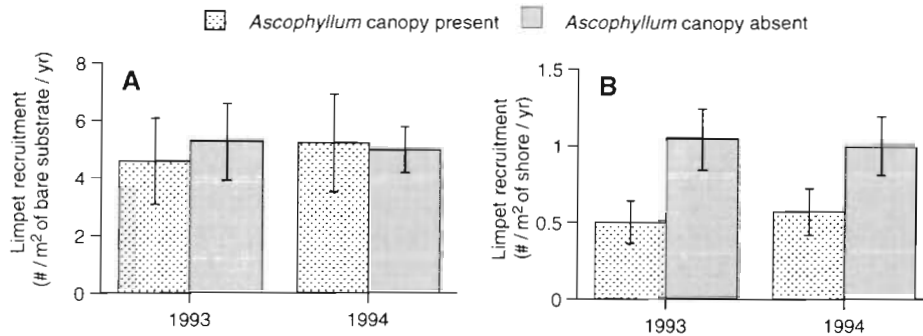 Ascophyllum canopy present
Ascophyllum canopy absent
A
Limpet recruitment
(# / m² of bare substrate / yr)
8
6
4
2
0
1993
1994
B
Limpet recruitment
(# / m² of shore / yr)
1.5
1
0.5
0
1993
1994